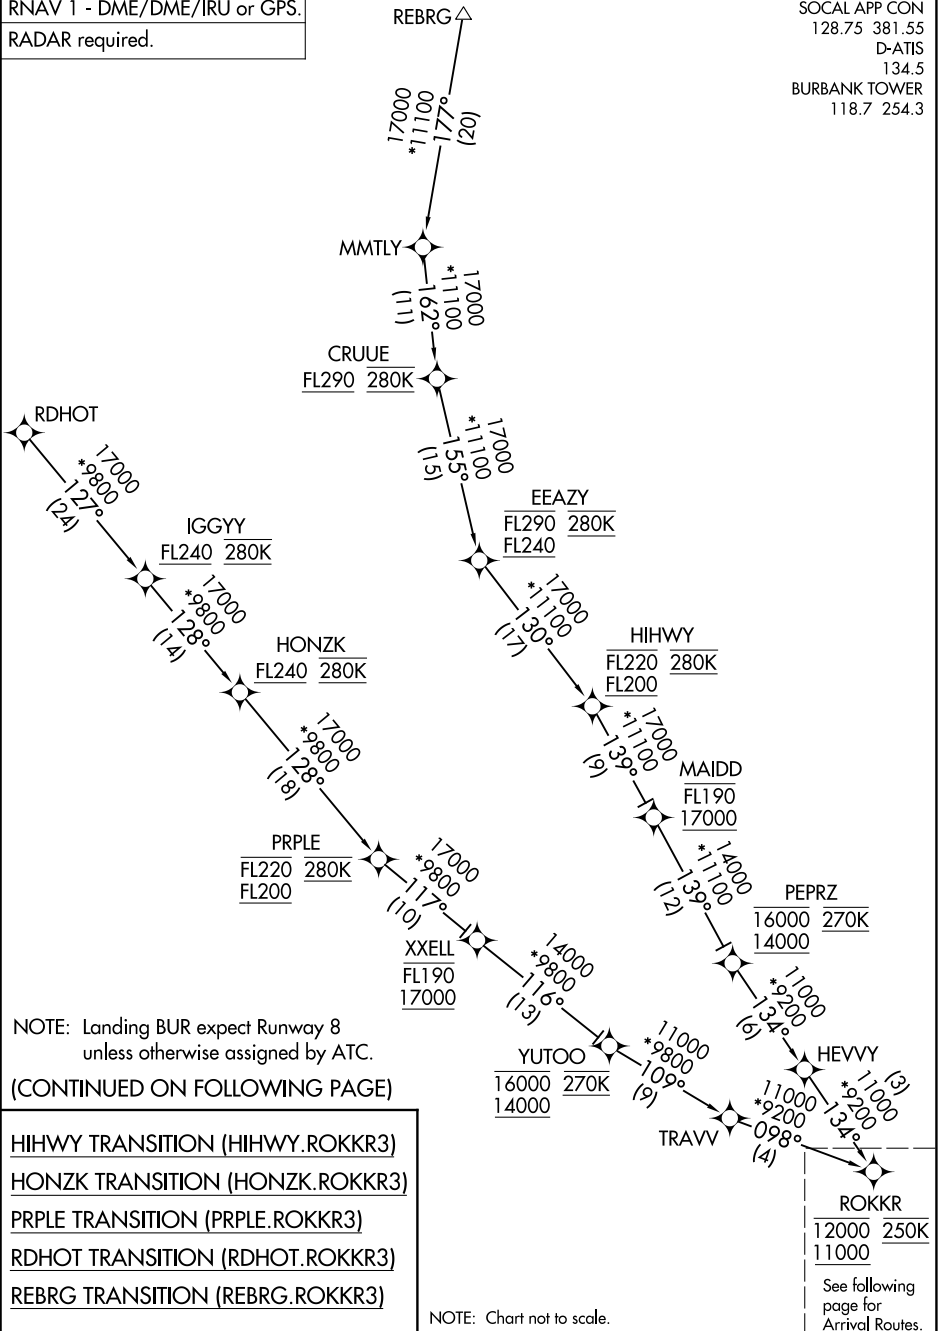 RNAV 1 - DME/DME/IRU or GPS.
RADAR required.
SOCAL APP CON
128.75 381.55
D-ATIS
134.5
BURBANK TOWER
118.7 254.3
REBRG
17000
*11100
177°
(20)
MMTLY
17000
*11100
162°
(11)
CRUUE
FL290 280K
17000
*11100
155°
(15)
RDHOT
17000
*9800
127°
(24)
EEAZY
FL290 280K
FL240
IGGYY
FL240 280K
17000
*9800
128°
(14)
17000
*11100
130°
(17)
HONZK
FL240 280K
HIHWY
FL220 280K
FL200
17000
*9800
128°
(18)
17000
*11100
139°
(9)
MAIDD
FL190
17000
PRPLE
FL220 280K
FL200
17000
*9800
117°
(10)
14000
*11100
139°
(12)
PEPRZ
16000 270K
14000
XXELL
FL190
17000
14000
*9800
116°
(13)
11000
*9200
134°
(6)
YUTOO
16000 270K
14000
11000
*9800
109°
(9)
HEVVY
(3)
11000
*9200
134°
TRAVV
11000
*9200
098°
(4)
ROKKR
12000 250K
11000
See following
page for
Arrival Routes.
NOTE: Landing BUR expect Runway 8
unless otherwise assigned by ATC.
(CONTINUED ON FOLLOWING PAGE)
HIHWY TRANSITION (HIHWY.ROKKR3)
HONZK TRANSITION (HONZK.ROKKR3)
PRPLE TRANSITION (PRPLE.ROKKR3)
RDHOT TRANSITION (RDHOT.ROKKR3)
REBRG TRANSITION (REBRG.ROKKR3)
NOTE: Chart not to scale.